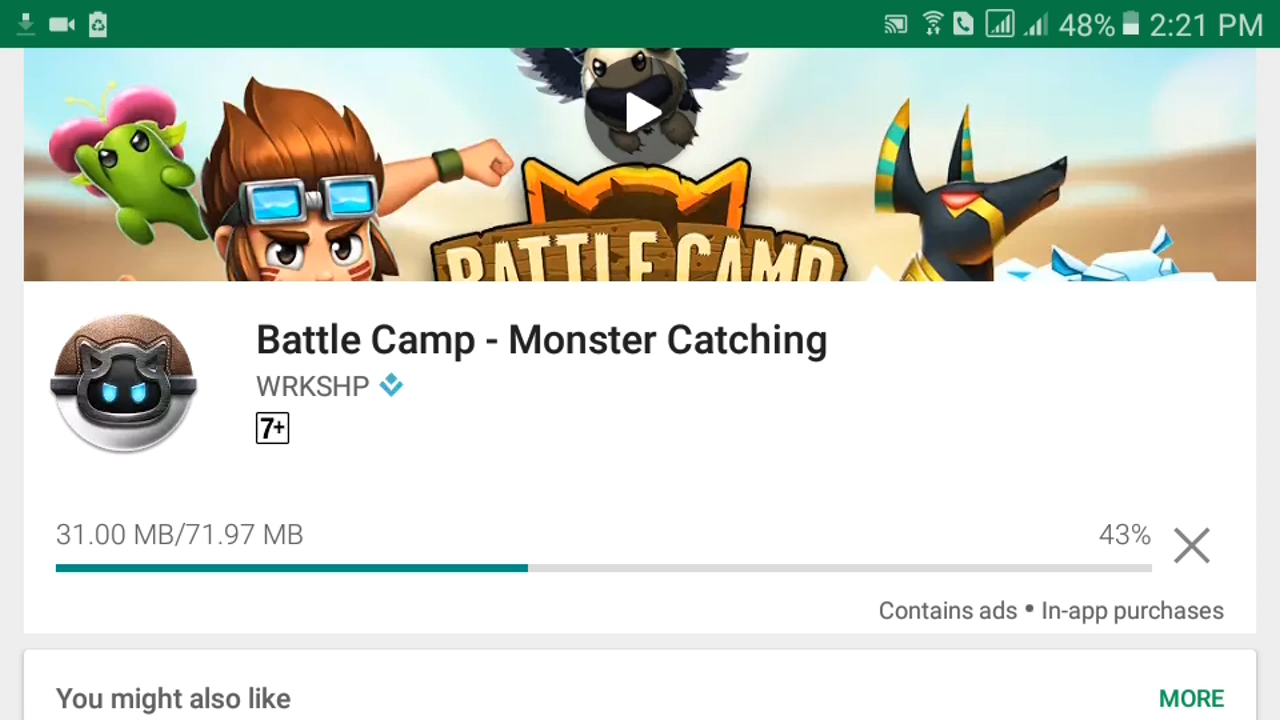 48% 2:21 PM
BATTLE CAMP
Battle Camp - Monster Catching
WRKSHP
7+
31.00 MB/71.97 MB 43%
Contains ads • In-app purchases
You might also like MORE